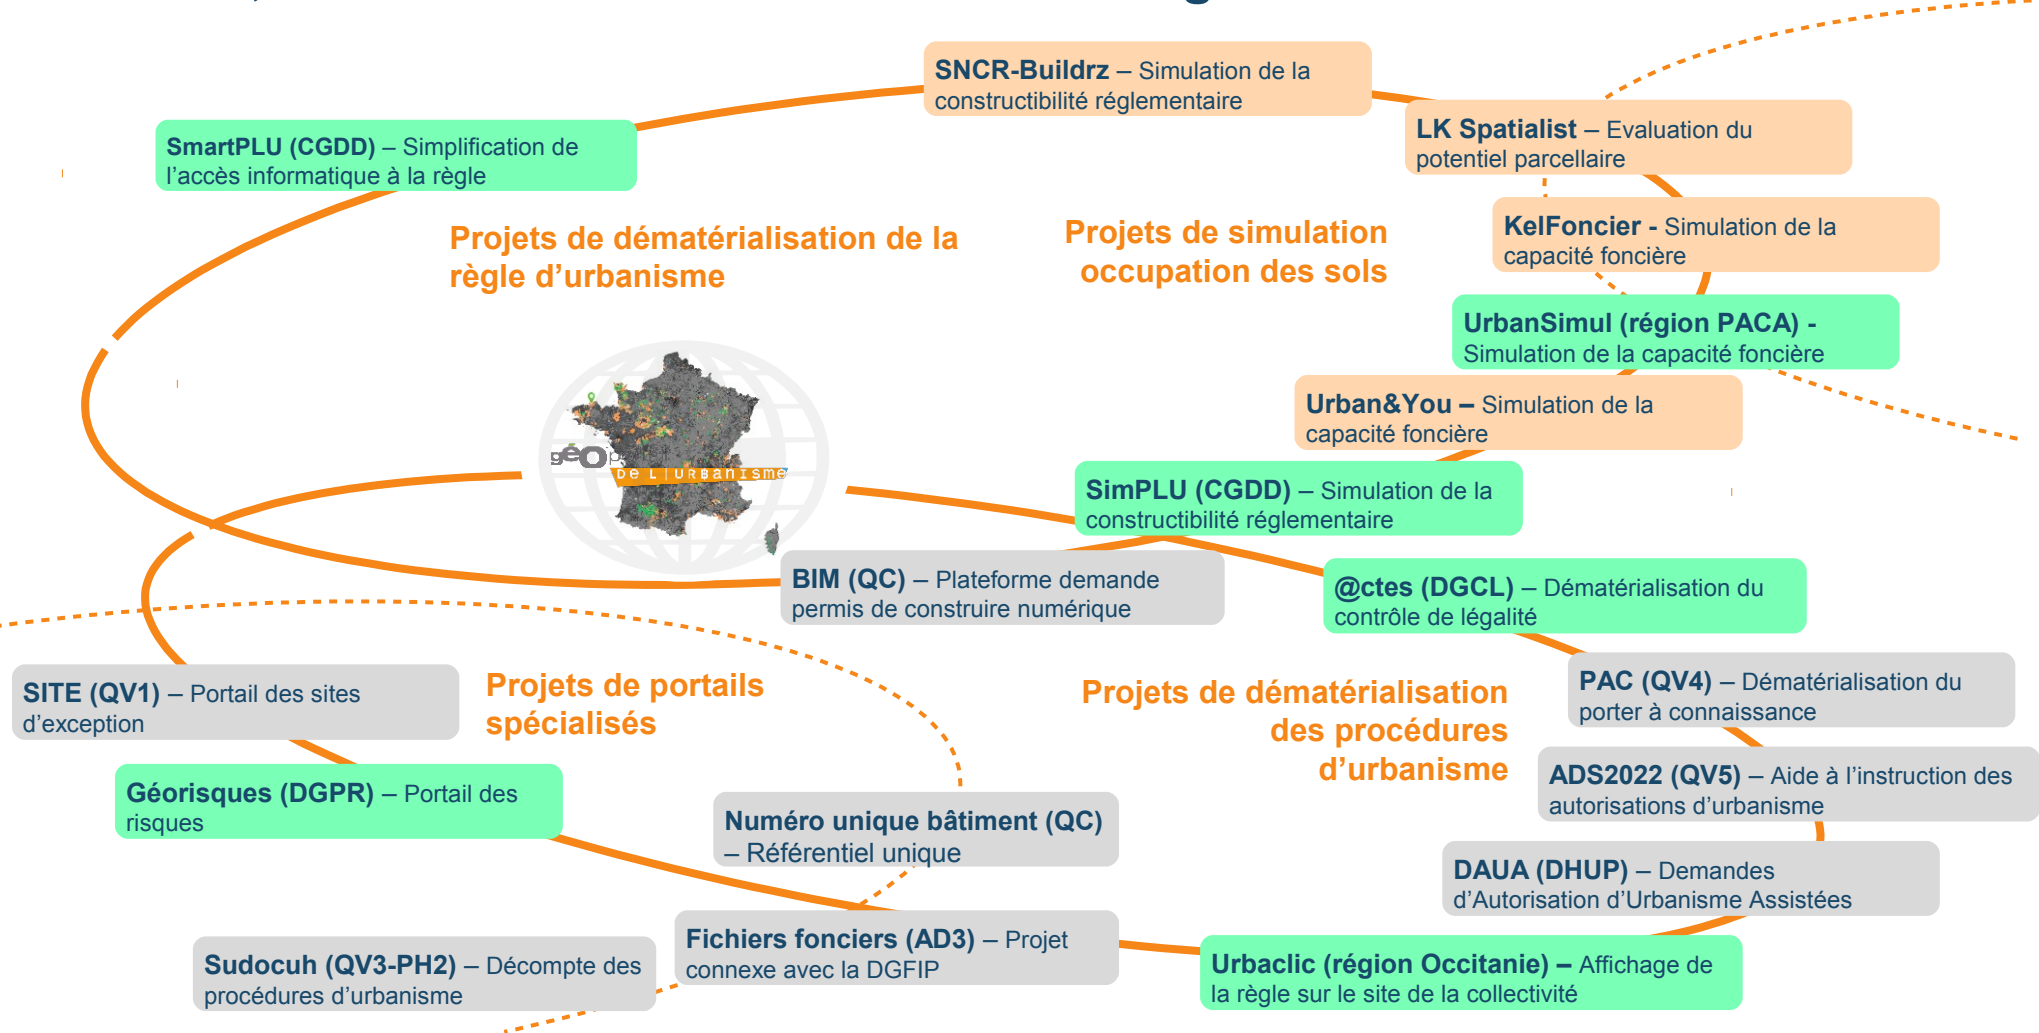 SNCR-Buildrz – Simulation de la
constructibilité réglementaire
SmartPLU (CGDD) – Simplification de
l’accès informatique à la règle
LK Spatialist – Evaluation du
potentiel parcellaire
Projets de dématérialisation de la
règle d’urbanisme
Projets de simulation
occupation des sols
KelFoncier - Simulation de la
capacité foncière
UrbanSimul (région PACA) -
Simulation de la capacité foncière
Urban&You – Simulation de la
capacité foncière
géo
De L'URBanisme
SimPLU (CGDD) – Simulation de la
constructibilité réglementaire
BIM (QC) – Plateforme demande
permis de construire numérique
@ctes (DGCL) – Dématérialisation du
contrôle de légalité
SITE (QV1) – Portail des sites
d’exception
Projets de portails
spécialisés
Projets de dématérialisation
des procédures
d’urbanisme
PAC (QV4) – Dématérialisation du
porter à connaissance
Géorisques (DGPR) – Portail des
risques
ADS2022 (QV5) – Aide à l’instruction des
autorisations d’urbanisme
Numéro unique bâtiment (QC)
– Référentiel unique
DAUA (DHUP) – Demandes
d’Autorisation d’Urbanisme Assistées
Fichiers fonciers (AD3) – Projet
connexe avec la DGFIP
Sudocuh (QV3-PH2) – Décompte des
procédures d’urbanisme
Urbaclic (région Occitanie) – Affichage de
la règle sur le site de la collectivité